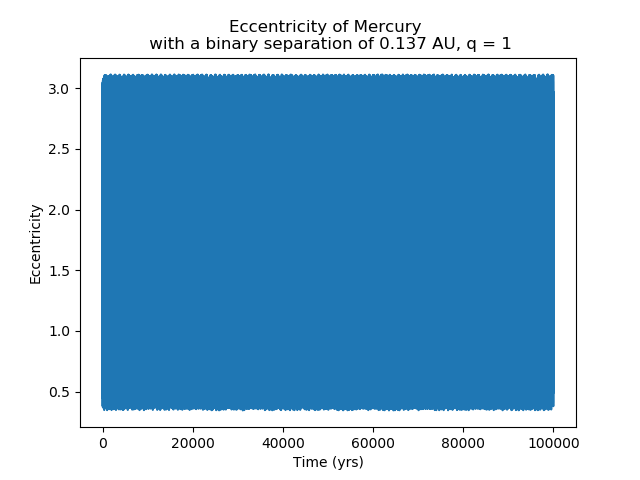 Eccentricity of Mercury
with a binary separation of 0.137 AU, q = 1
3.0
2.5
2.0
1.5
1.0
0.5
Eccentricity
0 20000 40000 60000 80000 100000
Time (yrs)